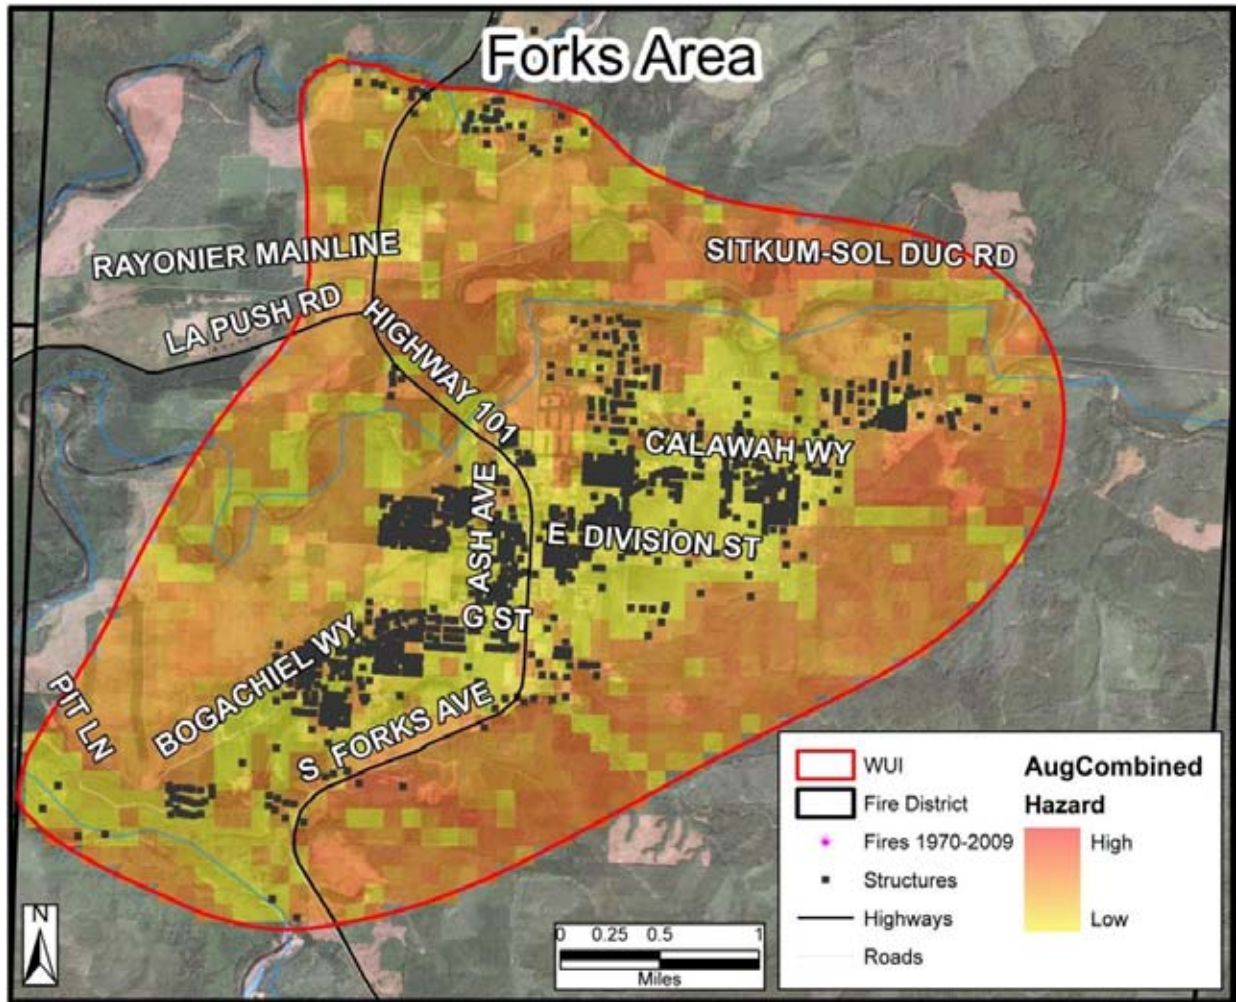 Forks Area
RAYONIER MAINLINE
SITKUM-SOL DUC RD
LA PUSH RD
HIGHWAY 101
CALAWAH WY
ASH AVE
E DIVISION ST
G ST
BOGACHIEL WY
PIT LN
S FORKS AVE
WUI
Fire District
Fires 1970-2009
Structures
Highways
Roads
AugCombined
Hazard
High
Low
N
0 0.25 0.5 1
Miles